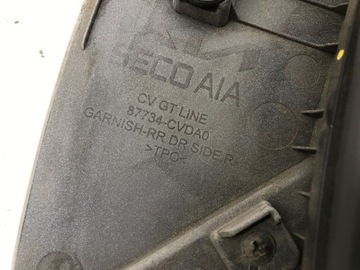 SECO AIA
CV GT LINE
87734-CVDA0
GARNISH-RR DR SIDE R
>TPO<